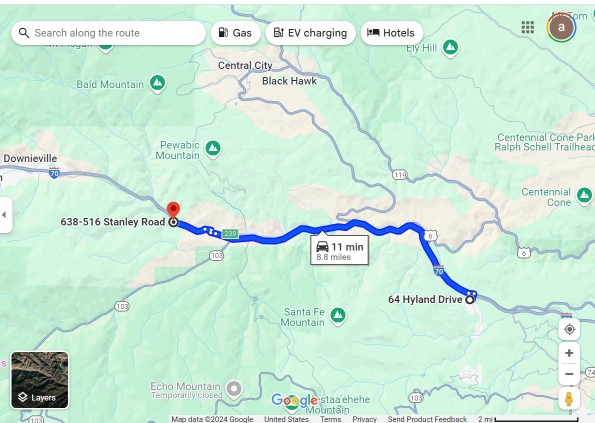 Search along the route
Gas
EV charging
Hotels
a
Ely Hill
Bald Mountain
Central City
Black Hawk
Pewabic
Mountain
Centennial Cone Park
Ralph Schell Trailhead
Downieville
70
119
Centennial
Cone
638-516 Stanley Road
239
6
103
11 min
8.8 miles
6
70
64 Hyland Drive
103
Santa Fe
Mountain
Layers
Echo Mountain
Temporarily closed
Google
Mountain
74
Map data ©2024 Google
United States
Terms
Privacy
Send Product Feedback
2 mi